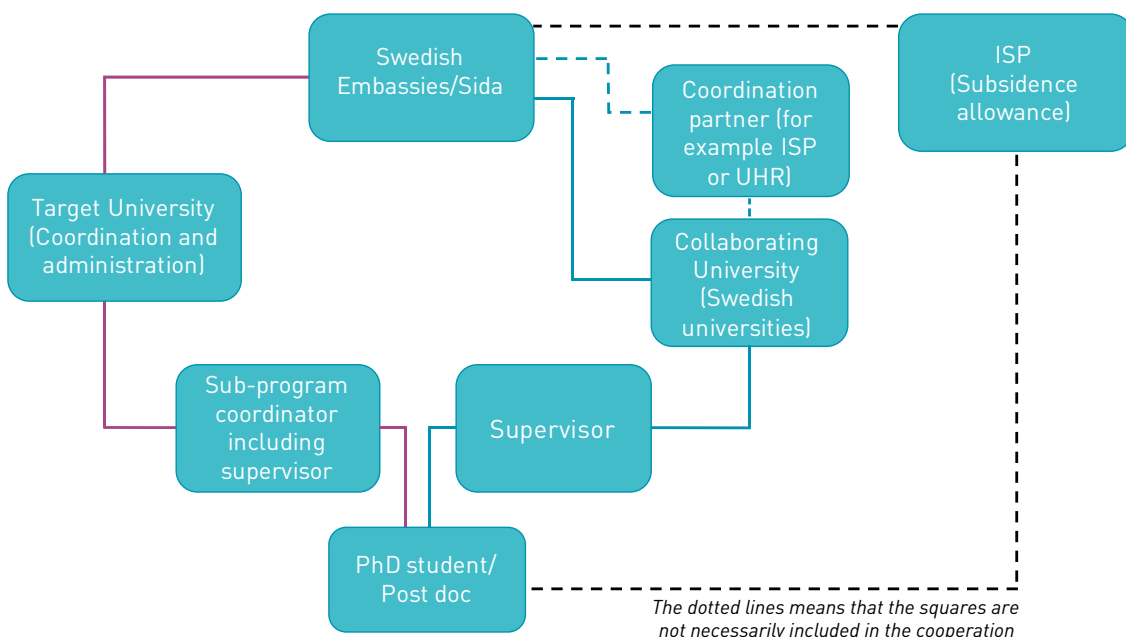 Swedish
Embassies/Sida
ISP
(Subsidence
allowance)
Coordination
partner (for
example ISP
or UHR)
Target University
(Coordination and
administration)
Collaborating
University
(Swedish
universities)
Sub-program
coordinator
including
supervisor
Supervisor
PhD student/
Post doc
The dotted lines means that the squares are
not necessarily included in the cooperation